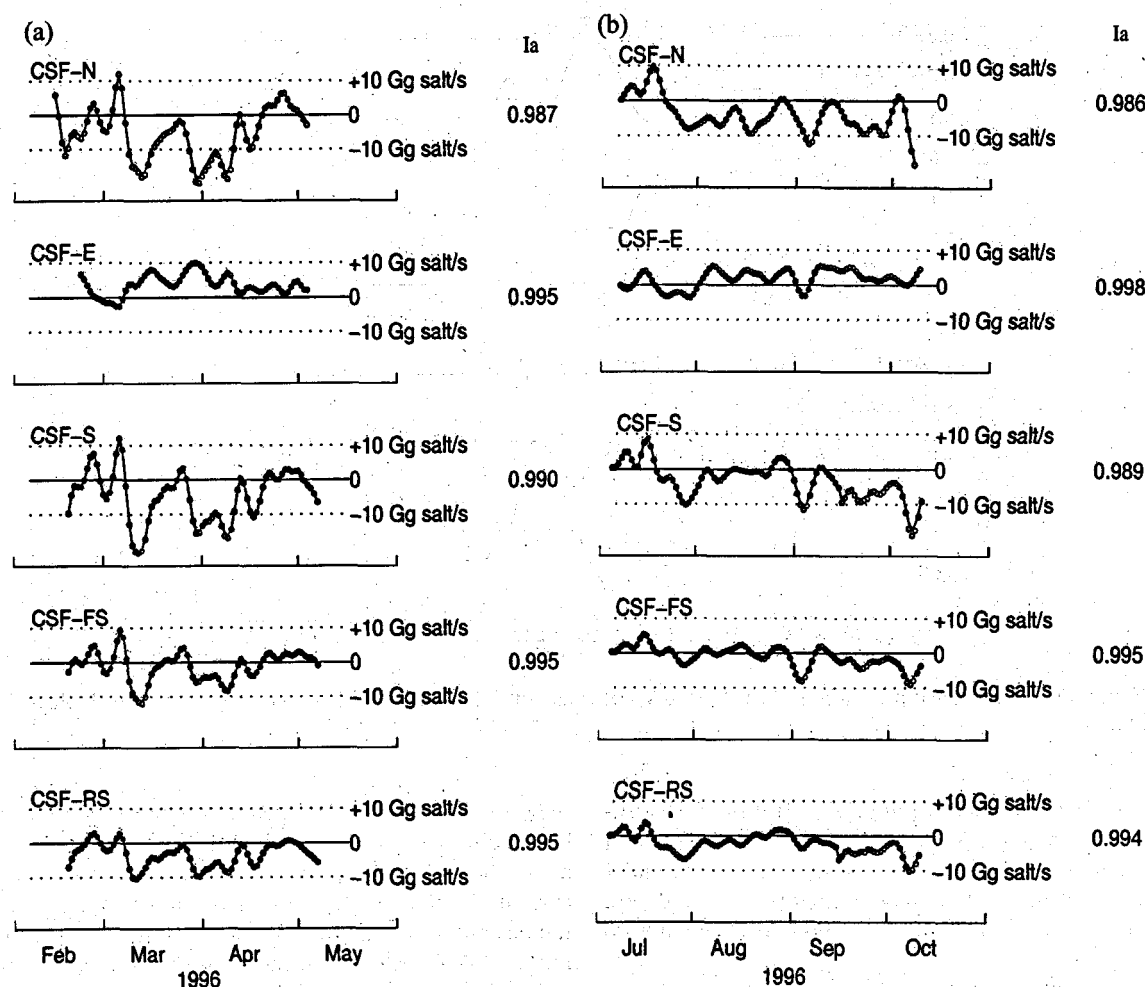 (a)
Ia
CSF-N
+10 Gg salt/s
0
-10 Gg salt/s
0.987
CSF-E
+10 Gg salt/s
0
-10 Gg salt/s
0.995
CSF-S
+10 Gg salt/s
0
-10 Gg salt/s
0.990
CSF-FS
+10 Gg salt/s
0
-10 Gg salt/s
0.995
CSF-RS
+10 Gg salt/s
0
-10 Gg salt/s
0.995
Feb Mar Apr May
1996
(b)
Ia
CSF-N
+10 Gg salt/s
0
-10 Gg salt/s
0.986
CSF-E
+10 Gg salt/s
0
-10 Gg salt/s
0.998
CSF-S
+10 Gg salt/s
0
-10 Gg salt/s
0.989
CSF-FS
+10 Gg salt/s
0
-10 Gg salt/s
0.995
CSF-RS
+10 Gg salt/s
0
-10 Gg salt/s
0.994
Jul Aug Sep Oct
1996